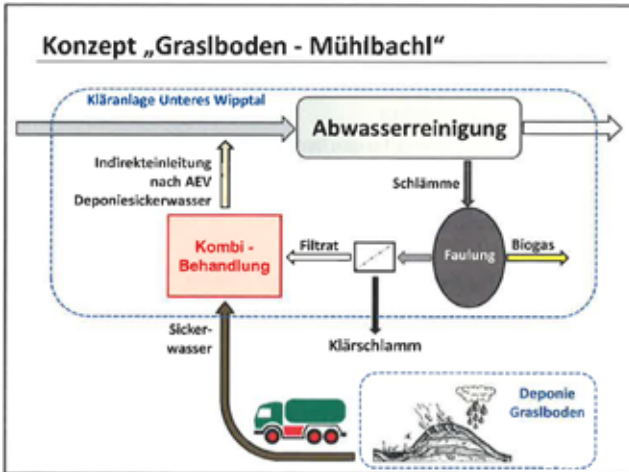 Konzept „Graslboden - Mühlbachl“
Kläranlage Unteres Wipptal
Abwasserreinigung
Indirekteinleitung
nach AEV
Deponiesickerwasser
Schlämme
Kombi -
Behandlung
Filtrat
Faulung
Biogas
Sicker-
wasser
Klärschlamm
Deponie
Graslboden